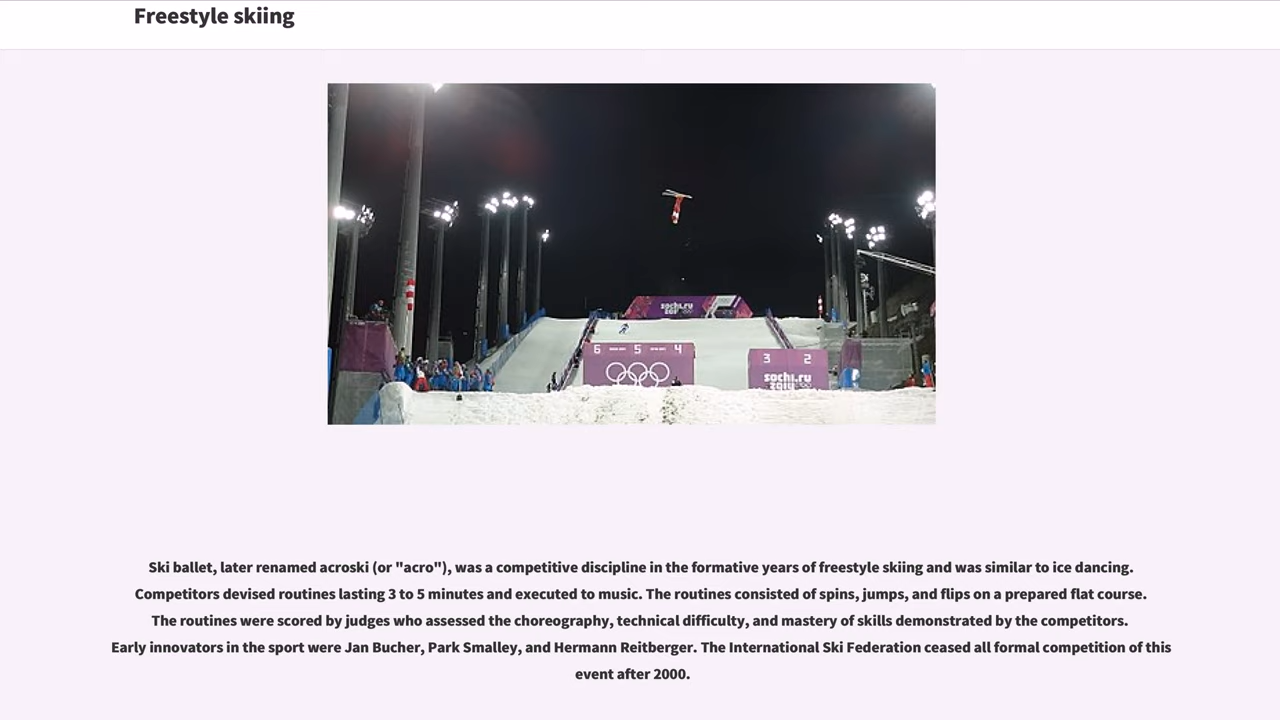 Freestyle skiing
sochi.ru
6 5 4
3 2
sochi.ru
2014
Ski ballet, later renamed acroski (or "acro"), was a competitive discipline in the formative years of freestyle skiing and was similar to ice dancing.
Competitors devised routines lasting 3 to 5 minutes and executed to music. The routines consisted of spins, jumps, and flips on a prepared flat course.
The routines were scored by judges who assessed the choreography, technical difficulty, and mastery of skills demonstrated by the competitors.
Early innovators in the sport were Jan Bucher, Park Smalley, and Hermann Reitberger. The International Ski Federation ceased all formal competition of this
event after 2000.